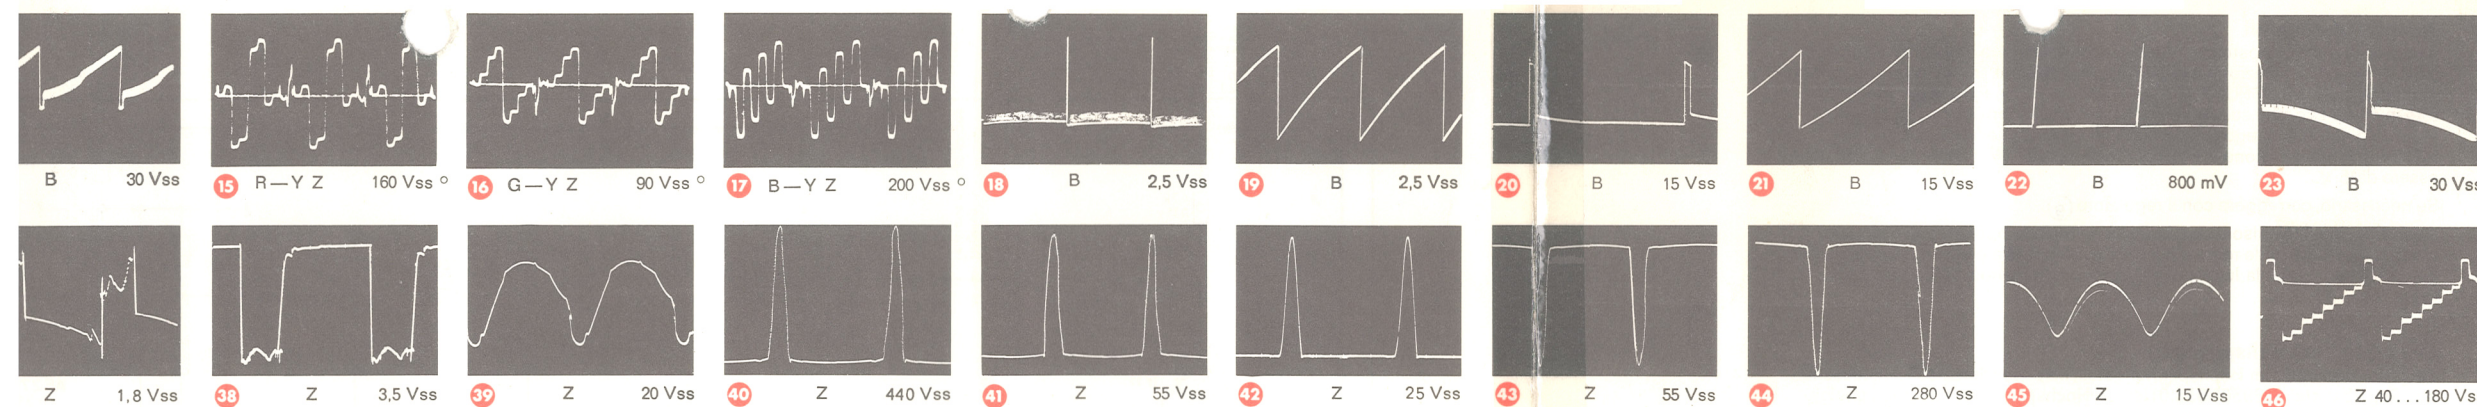 B 30 Vss
15 R—Y Z 160 Vss °
16 G—Y Z 90 Vss °
17 B—Y Z 200 Vss °
18 B 2,5 Vss
19 B 2,5 Vss
20 B 15 Vss
21 B 15 Vss
22 B 800 mV
23 B 30 Vss
Z 1,8 Vss
38 Z 3,5 Vss
39 Z 20 Vss
40 Z 440 Vss
41 Z 55 Vss
42 Z 25 Vss
43 Z 55 Vss
44 Z 280 Vss
45 Z 15 Vss
46 Z 40...180 Vs